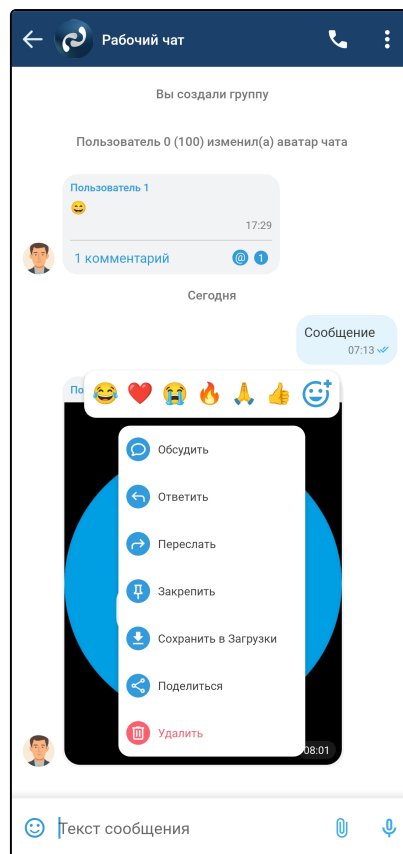 Рабочий чат
Вы создали группу
Пользователь 0 (100) изменил(а) аватар чата
Пользователь 1
17:29
1 комментарий @ 1
Сегодня
Сообщение
07:13
По
Обсудить
Ответить
Переслать
Закрепить
Сохранить в Загрузки
Поделиться
Удалить
08:01
Текст сообщения